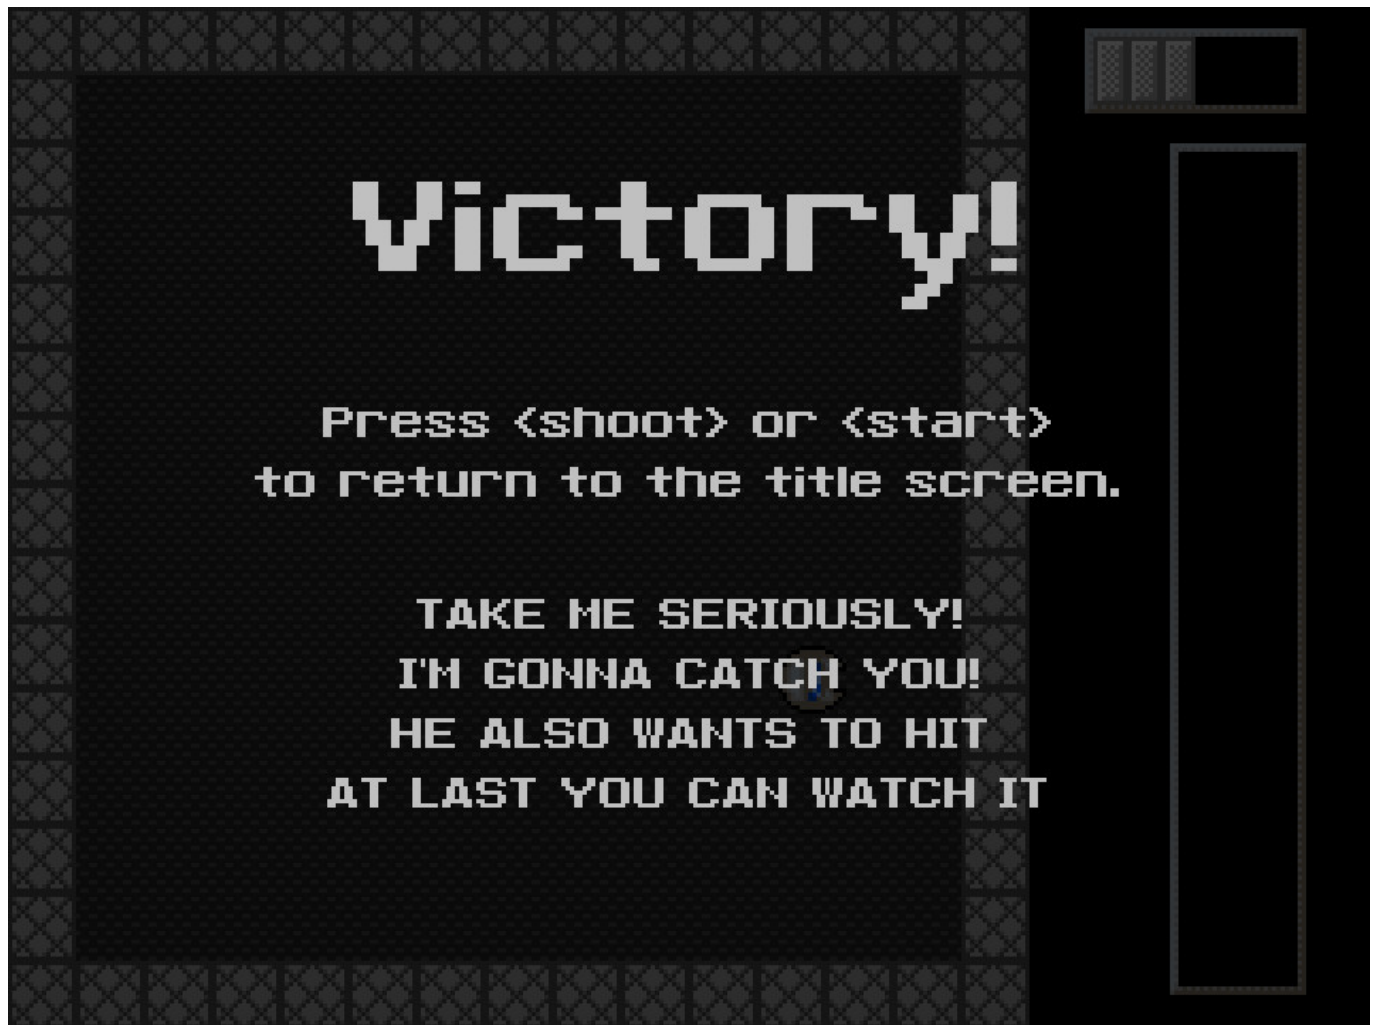 Victory!
Press <shoot> or <start>
to return to the title screen.
TAKE ME SERIOUSLY!
I'M GONNA CATCH YOU!
HE ALSO WANTS TO HIT
AT LAST YOU CAN WATCH IT